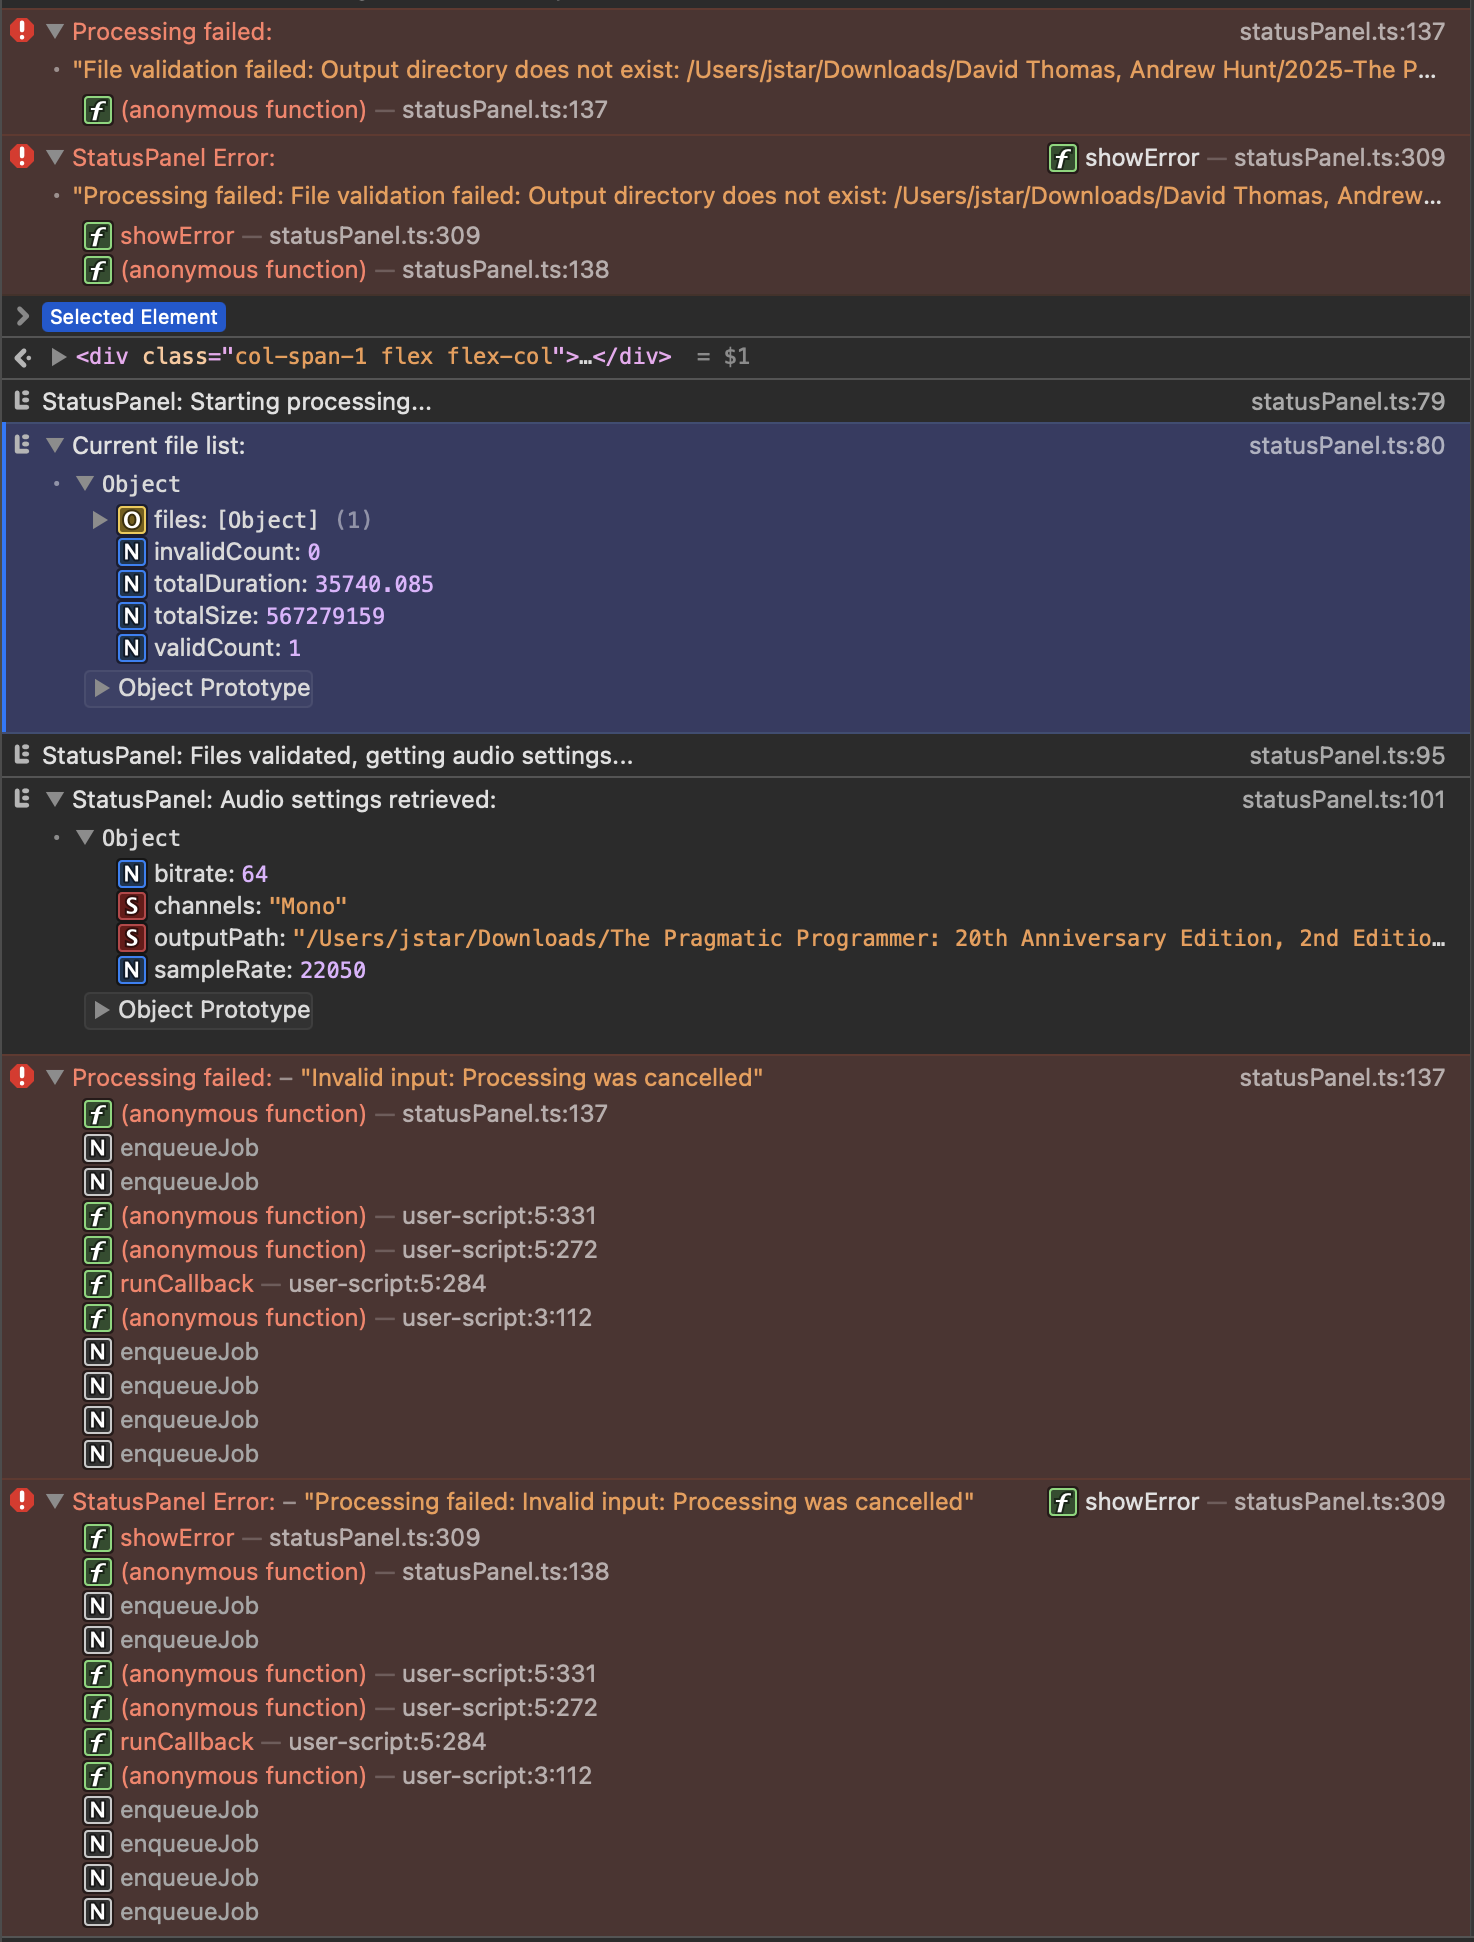 Processing failed:
statusPanel.ts:137
"File validation failed: Output directory does not exist: /Users/jstar/Downloads/David Thomas, Andrew Hunt/2025-The P…
f (anonymous function) — statusPanel.ts:137
StatusPanel Error:
f showError — statusPanel.ts:309
"Processing failed: File validation failed: Output directory does not exist: /Users/jstar/Downloads/David Thomas, Andrew…
f showError — statusPanel.ts:309
f (anonymous function) — statusPanel.ts:138
Selected Element
<div class="col-span-1 flex flex-col">…</div> = $1
StatusPanel: Starting processing...
statusPanel.ts:79
Current file list:
statusPanel.ts:80
Object
O files: [Object] (1)
N invalidCount: 0
N totalDuration: 35740.085
N totalSize: 567279159
N validCount: 1
Object Prototype
StatusPanel: Files validated, getting audio settings...
statusPanel.ts:95
StatusPanel: Audio settings retrieved:
statusPanel.ts:101
Object
N bitrate: 64
S channels: "Mono"
S outputPath: "/Users/jstar/Downloads/The Pragmatic Programmer: 20th Anniversary Edition, 2nd Editio…
N sampleRate: 22050
Object Prototype
Processing failed: – "Invalid input: Processing was cancelled"
statusPanel.ts:137
f (anonymous function) — statusPanel.ts:137
N enqueueJob
N enqueueJob
f (anonymous function) — user-script:5:331
f (anonymous function) — user-script:5:272
f runCallback — user-script:5:284
f (anonymous function) — user-script:3:112
N enqueueJob
N enqueueJob
N enqueueJob
N enqueueJob
StatusPanel Error: – "Processing failed: Invalid input: Processing was cancelled"
f showError — statusPanel.ts:309
f showError — statusPanel.ts:309
f (anonymous function) — statusPanel.ts:138
N enqueueJob
N enqueueJob
f (anonymous function) — user-script:5:331
f (anonymous function) — user-script:5:272
f runCallback — user-script:5:284
f (anonymous function) — user-script:3:112
N enqueueJob
N enqueueJob
N enqueueJob
N enqueueJob